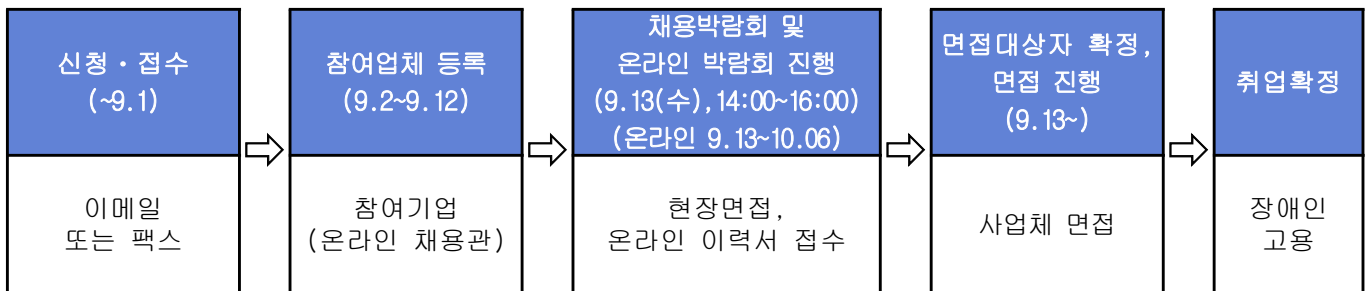 신청·접수
(~9.1)
이메일
또는 팩스
참여업체 등록
(9.2~9.12)
참여기업
(온라인 채용관)
채용박람회 및
온라인 박람회 진행
(9.13(수),14:00~16:00)
(온라인 9.13~10.06)
현장면접,
온라인 이력서 접수
면접대상자 확정,
면접 진행
(9.13~)
사업체 면접
취업확정
장애인
고용